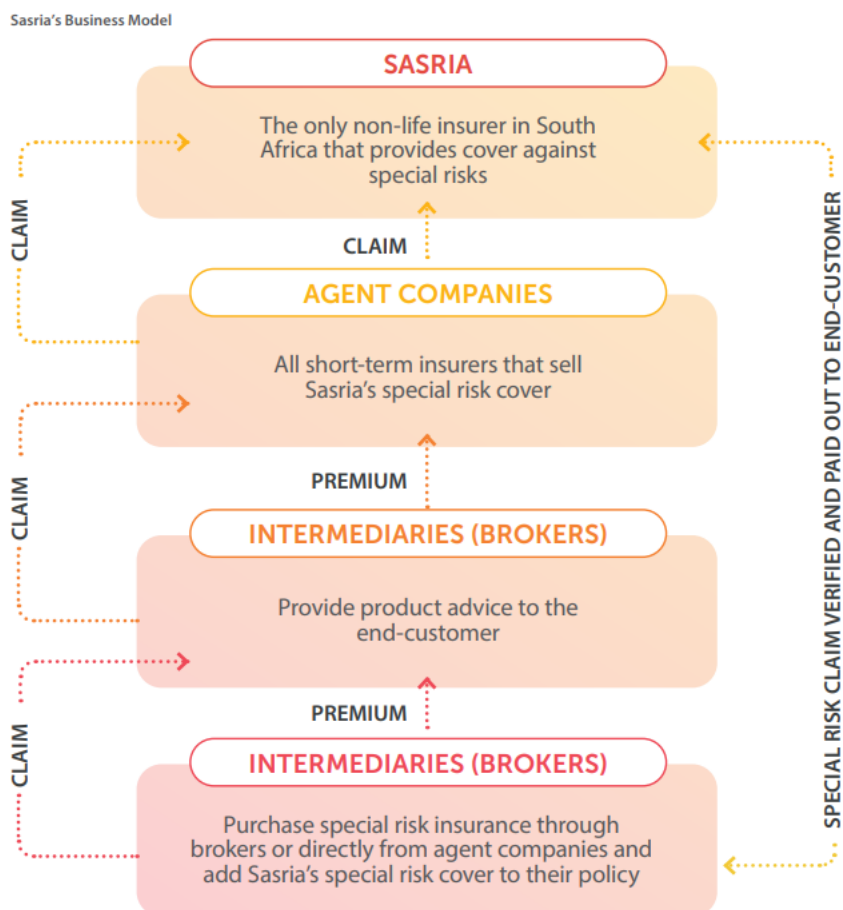 Sasria's Business Model
SASRIA
The only non-life insurer in South
Africa that provides cover against
special risks
CLAIM
CLAIM
AGENT COMPANIES
All short-term insurers that sell
Sasria's special risk cover
CLAIM
PREMIUM
INTERMEDIARIES (BROKERS)
Provide product advice to the
end-customer
CLAIM
PREMIUM
INTERMEDIARIES (BROKERS)
Purchase special risk insurance through
brokers or directly from agent companies and
add Sasria's special risk cover to their policy
SPECIAL RISK CLAIM VERIFIED AND PAID OUT TO END-CUSTOMER